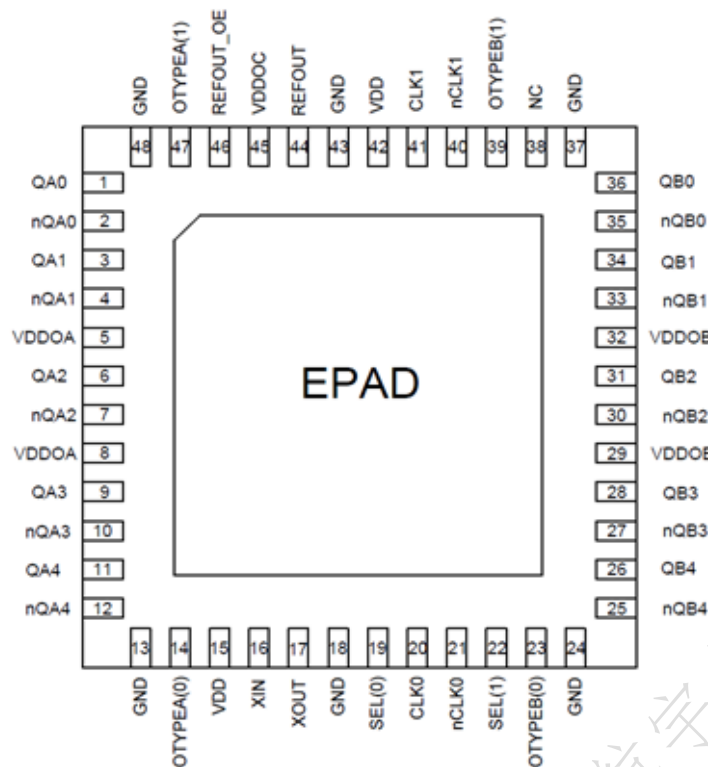 GND OTYPEA(1) REFOUT_OE VDDOC REFOUT GND VDD CLK1 nCLK1 OTYPEB(1) NC GND
48 47 46 45 44 43 42 41 40 39 38 37
QA0 1 36 QB0
nQA0 2 35 nQB0
QA1 3 34 QB1
nQA1 4 33 nQB1
VDDOA 5 32 VDDOB
QA2 6 31 QB2
EPAD
nQA2 7 30 nQB2
VDDOA 8 29 VDDOB
QA3 9 28 QB3
nQA3 10 27 nQB3
QA4 11 26 QB4
nQA4 12 25 nQB4
13 14 15 16 17 18 19 20 21 22 23 24
GND OTYPEA(0) VDD XIN XOUT GND SEL(0) CLK0 nCLK0 SEL(1) OTYPEB(0) GND